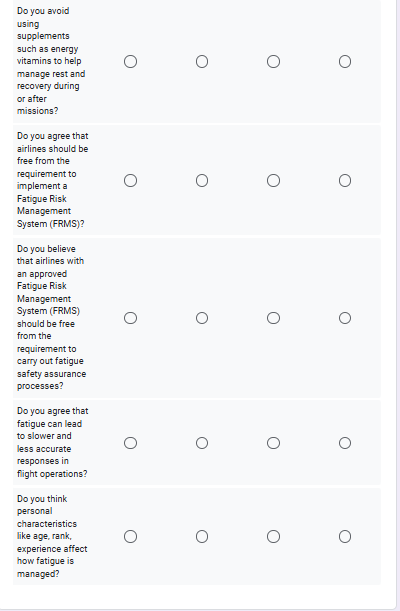 Do you avoid
using
supplements
such as energy
vitamins to help
manage rest and
recovery during
or after
missions?
Do you agree that
airlines should be
free from the
requirement to
implement a
Fatigue Risk
Management
System (FRMS)?
Do you believe
that airlines with
an approved
Fatigue Risk
Management
System (FRMS)
should be free
from the
requirement to
carry out fatigue
safety assurance
processes?
Do you agree that
fatigue can lead
to slower and
less accurate
responses in
flight operations?
Do you think
personal
characteristics
like age, rank,
experience affect
how fatigue is
managed?